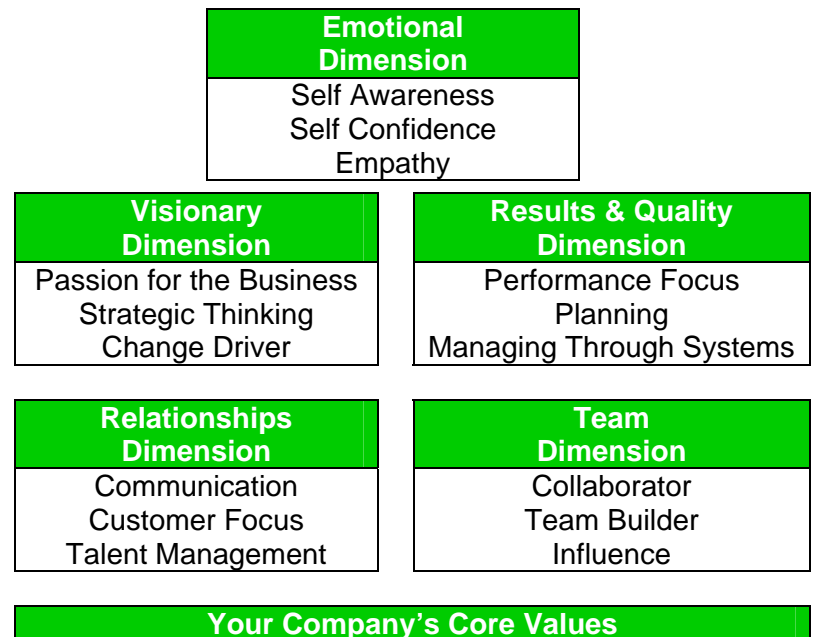 Emotional
Dimension
Self Awareness
Self Confidence
Empathy
Visionary
Dimension
Passion for the Business
Strategic Thinking
Change Driver
Results & Quality
Dimension
Performance Focus
Planning
Managing Through Systems
Relationships
Dimension
Communication
Customer Focus
Talent Management
Team
Dimension
Collaborator
Team Builder
Influence
Your Company's Core Values